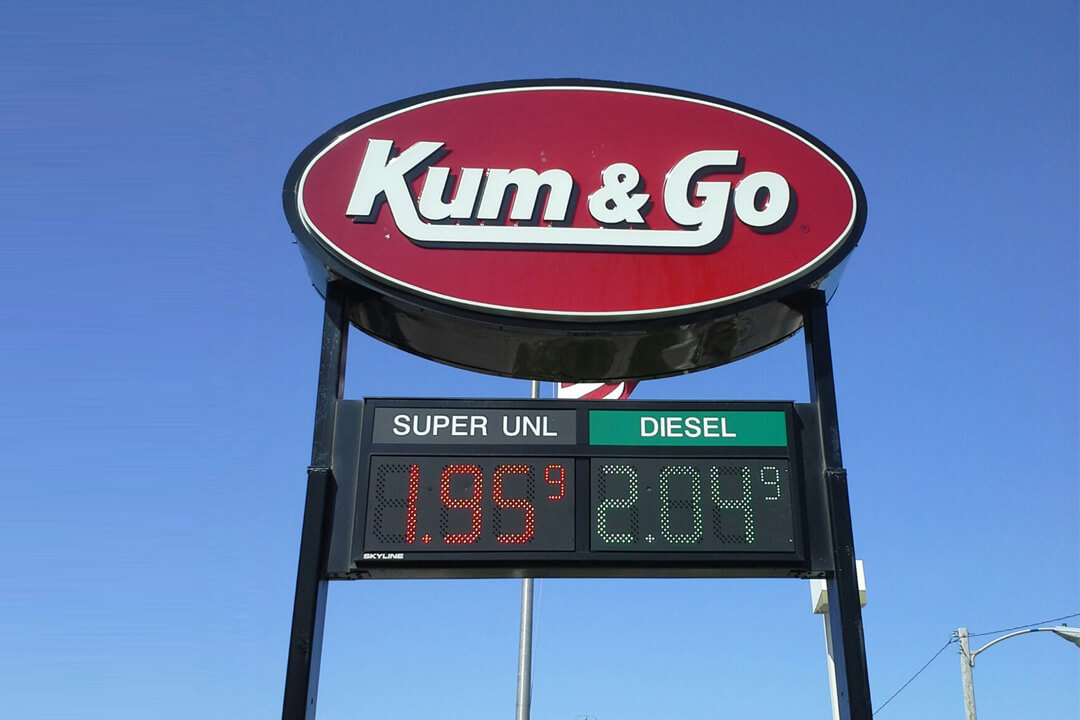 Kum & Go
®
SUPER UNL
DIESEL
1.95 9
2.04 9
SKYLINE